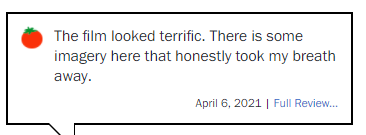 The film looked terrific. There is some
imagery here that honestly took my breath
away.
April 6, 2021 | Full Review...